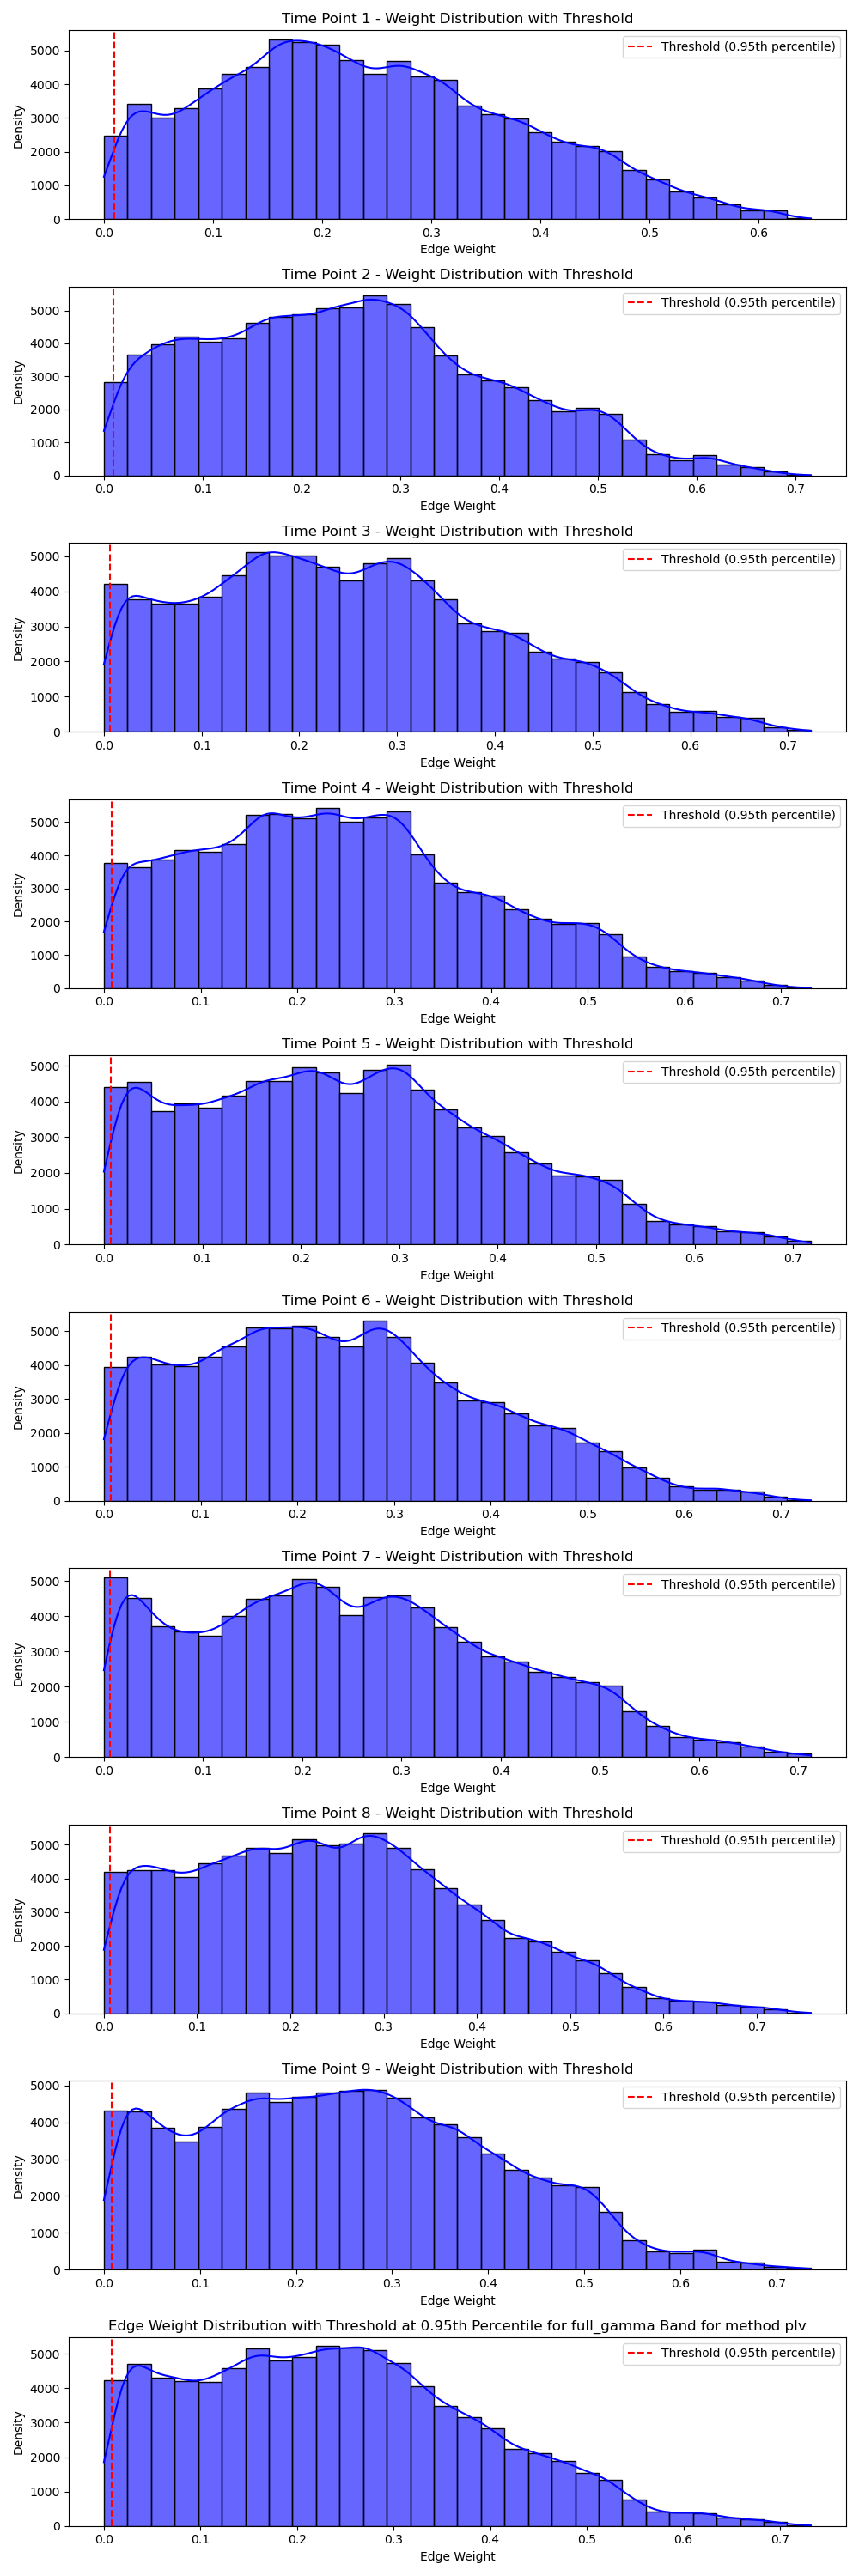 Time Point 1 - Weight Distribution with Threshold
Threshold (0.95th percentile)
Density
5000
4000
3000
2000
1000
0
0.0 0.1 0.2 0.3 0.4 0.5 0.6
Edge Weight
Time Point 2 - Weight Distribution with Threshold
Threshold (0.95th percentile)
Density
5000
4000
3000
2000
1000
0
0.0 0.1 0.2 0.3 0.4 0.5 0.6 0.7
Edge Weight
Time Point 3 - Weight Distribution with Threshold
Threshold (0.95th percentile)
Density
5000
4000
3000
2000
1000
0
0.0 0.1 0.2 0.3 0.4 0.5 0.6 0.7
Edge Weight
Time Point 4 - Weight Distribution with Threshold
Threshold (0.95th percentile)
Density
5000
4000
3000
2000
1000
0
0.0 0.1 0.2 0.3 0.4 0.5 0.6 0.7
Edge Weight
Time Point 5 - Weight Distribution with Threshold
Threshold (0.95th percentile)
Density
5000
4000
3000
2000
1000
0
0.0 0.1 0.2 0.3 0.4 0.5 0.6 0.7
Edge Weight
Time Point 6 - Weight Distribution with Threshold
Threshold (0.95th percentile)
Density
5000
4000
3000
2000
1000
0
0.0 0.1 0.2 0.3 0.4 0.5 0.6 0.7
Edge Weight
Time Point 7 - Weight Distribution with Threshold
Threshold (0.95th percentile)
Density
5000
4000
3000
2000
1000
0
0.0 0.1 0.2 0.3 0.4 0.5 0.6 0.7
Edge Weight
Time Point 8 - Weight Distribution with Threshold
Threshold (0.95th percentile)
Density
5000
4000
3000
2000
1000
0
0.0 0.1 0.2 0.3 0.4 0.5 0.6 0.7
Edge Weight
Time Point 9 - Weight Distribution with Threshold
Threshold (0.95th percentile)
Density
5000
4000
3000
2000
1000
0
0.0 0.1 0.2 0.3 0.4 0.5 0.6 0.7
Edge Weight
Edge Weight Distribution with Threshold at 0.95th Percentile for full_gamma Band for method plv
Threshold (0.95th percentile)
Density
5000
4000
3000
2000
1000
0
0.0 0.1 0.2 0.3 0.4 0.5 0.6 0.7
Edge Weight